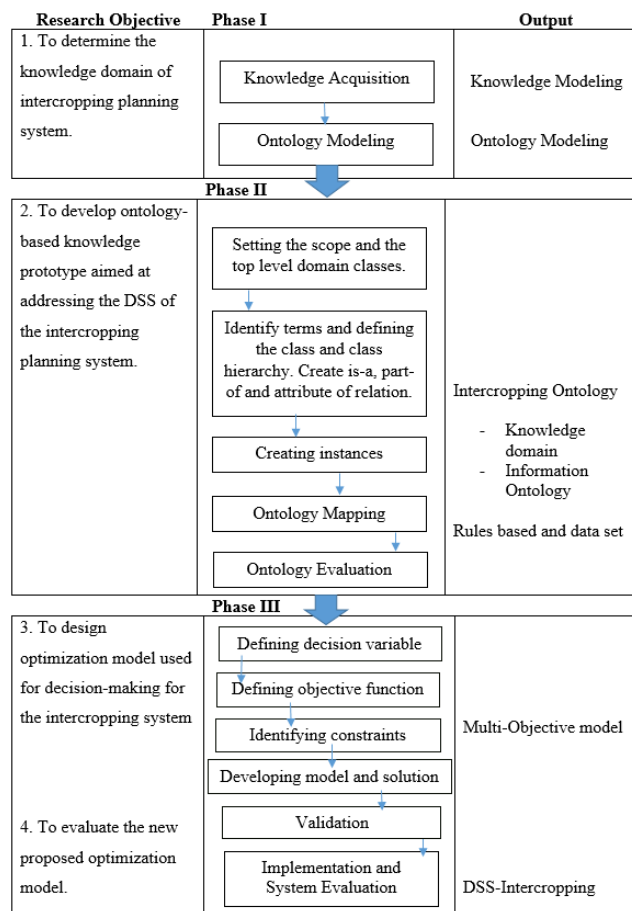 Research Objective
Phase I
Output
1. To determine the
knowledge domain of
intercropping planning
system.
Knowledge Acquisition
Ontology Modeling
Knowledge Modeling
Ontology Modeling
Phase II
2. To develop ontology-
based knowledge
prototype aimed at
addressing the DSS of
the intercropping
planning system.
Setting the scope and the
top level domain classes.
Identify terms and defining
the class and class
hierarchy. Create is-a, part-
of and attribute of relation.
Creating instances
Ontology Mapping
Ontology Evaluation
Intercropping Ontology
- Knowledge
domain
- Information
Ontology
Rules based and data set
Phase III
3. To design
optimization model used
for decision-making for
the intercropping system
4. To evaluate the new
proposed optimization
model.
Defining decision variable
Defining objective function
Identifying constraints
Developing model and solution
Validation
Implementation and
System Evaluation
Multi-Objective model
DSS-Intercropping